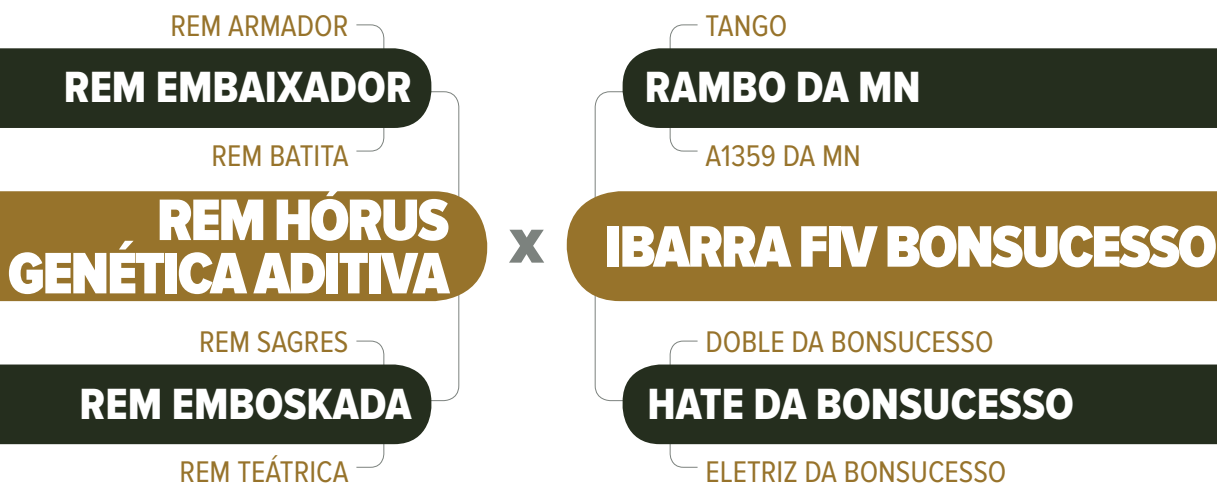 REM ARMADOR
REM EMBAIXADOR
REM BATITA
REM HÓRUS
GENÉTICA ADITIVA
REM SAGRES
REM EMBOSKADA
REM TEÁTRICA
X
TANGO
RAMBO DA MN
A1359 DA MN
IBARRA FIV BONSUCESSO
DOBLE DA BONSUCESSO
HATE DA BONSUCESSO
ELETRIZ DA BONSUCESSO